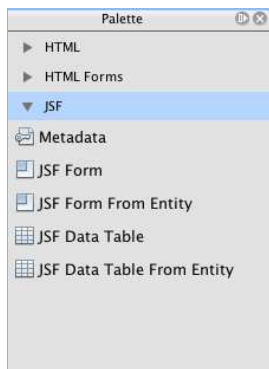 Palette
HTML
HTML Forms
JSF
Metadata
JSF Form
JSF Form From Entity
JSF Data Table
JSF Data Table From Entity